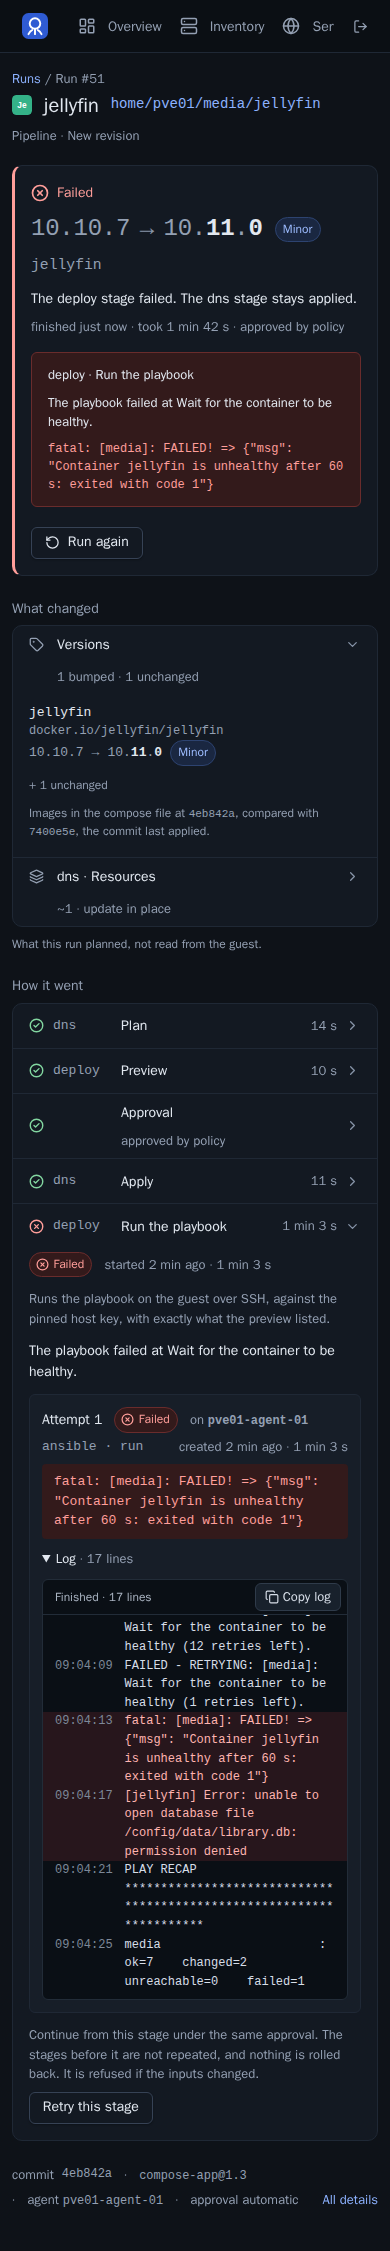 Overview Inventory Ser
Runs / Run #51
Je jellyfin home/pve01/media/jellyfin
Pipeline · New revision
Failed
10.10.7 → 10.11.0 Minor
jellyfin
The deploy stage failed. The dns stage stays applied.
finished just now · took 1 min 42 s · approved by policy
deploy · Run the playbook
The playbook failed at Wait for the container to be
healthy.
fatal: [media]: FAILED! => {"msg":
"Container jellyfin is unhealthy after 60
s: exited with code 1"}
Run again
What changed
Versions
1 bumped · 1 unchanged
jellyfin
docker.io/jellyfin/jellyfin
10.10.7 → 10.11.0 Minor
+ 1 unchanged
Images in the compose file at 4eb842a, compared with
7400e5e, the commit last applied.
dns · Resources
~1 · update in place
What this run planned, not read from the guest.
How it went
dns Plan 14 s
deploy Preview 10 s
Approval
approved by policy
dns Apply 11 s
deploy Run the playbook 1 min 3 s
Failed started 2 min ago · 1 min 3 s
Runs the playbook on the guest over SSH, against the
pinned host key, with exactly what the preview listed.
The playbook failed at Wait for the container to be
healthy.
Attempt 1 Failed on pve01-agent-01
ansible · run created 2 min ago · 1 min 3 s
fatal: [media]: FAILED! => {"msg":
"Container jellyfin is unhealthy
after 60 s: exited with code 1"}
▼ Log · 17 lines
Finished · 17 lines Copy log
Wait for the container to be
healthy (12 retries left).
09:04:09 FAILED - RETRYING: [media]:
Wait for the container to be
healthy (1 retries left).
09:04:13 fatal: [media]: FAILED! =>
{"msg": "Container jellyfin
is unhealthy after 60 s:
exited with code 1"}
09:04:17 [jellyfin] Error: unable to
open database file
/config/data/library.db:
permission denied
09:04:21 PLAY RECAP
*****************************
*****************************
***********
09:04:25 media :
ok=7 changed=2
unreachable=0 failed=1
Continue from this stage under the same approval. The
stages before it are not repeated, and nothing is rolled
back. It is refused if the inputs changed.
Retry this stage
commit 4eb842a · compose-app@1.3
· agent pve01-agent-01 · approval automatic All details